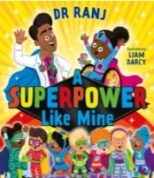 DR RANJ
Illustrated by
LIAM
DARCY
A
SUPERPOWER
Like Mine